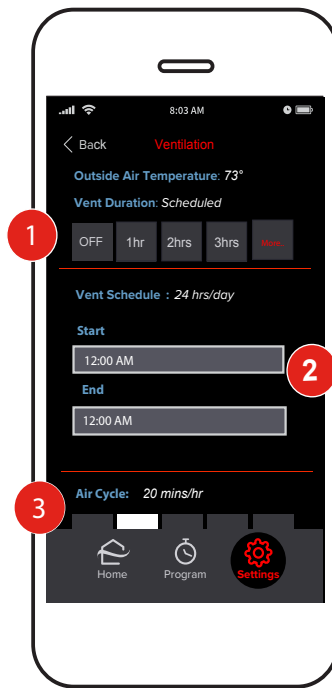 8:03 AM
Back Ventilation
Outside Air Temperature: 73°
Vent Duration: Scheduled
1
OFF 1hr 2hrs 3hrs More
Vent Schedule : 24 hrs/day
Start
12:00 AM
2
End
12:00 AM
3
Air Cycle: 20 mins/hr
Home Program Settings